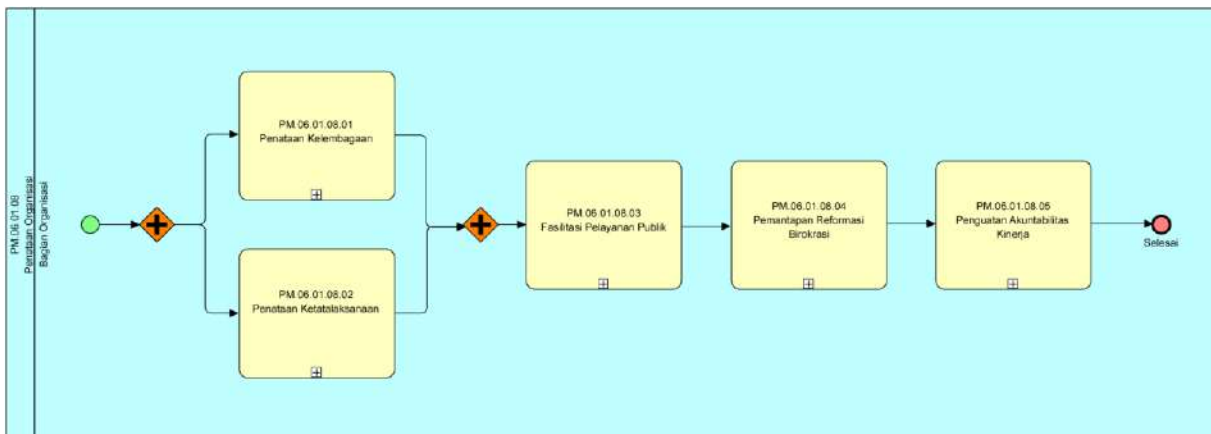 PM.06.01.08
Penataan Organisasi
Bagian Organisasi
PM.06.01.08.01
Penataan Kelembagaan
PM.06.01.08.02
Penataan Ketatalaksanaan
PM.06.01.08.03
Fasilitasi Pelayanan Publik
PM.06.01.08.04
Pemantapan Reformasi
Birokrasi
PM.06.01.08.05
Penguatan Akuntabilitas
Kinerja
Selesai